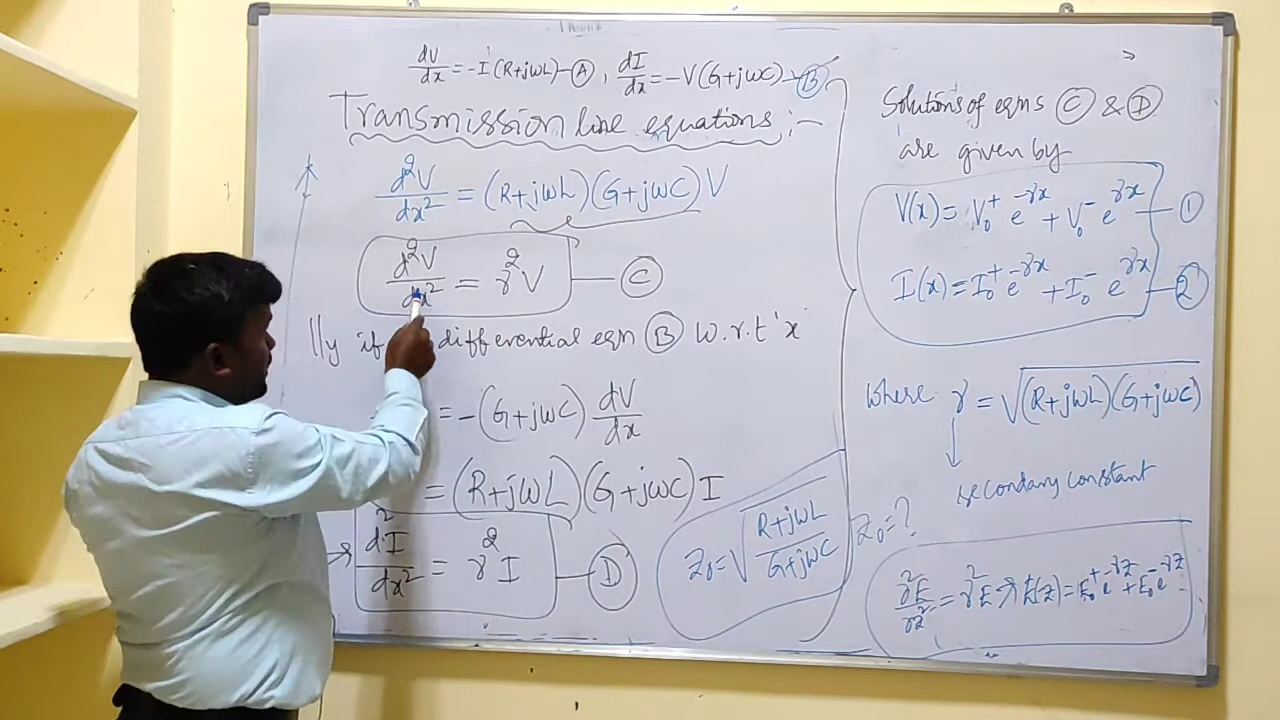 dV/dx = -I (R+jωL) – Ⓐ , dI/dx = -V(G+jωC) – Ⓑ
Transmission line equations :-
d²V/dx² = (R+jωL)(G+jωC) V
d²V/dx² = γ² V — Ⓒ
||ly if differential eqn Ⓑ w.r.t 'x'
= -(G+jωC) dV/dx
= (R+jωL)(G+jωC) I
⇒ d²I/dx² = γ² I — Ⓓ
Z₀ = √(R+jωL/G+jωC)
Solutions of eqns Ⓒ & Ⓓ
are given by
V(x) = V₀⁺ e^-γx + V₀⁻ e^γx — ①
I(x) = I₀⁺ e^-γx + I₀⁻ e^γx — ②
where γ = √(R+jωL)(G+jωC)
↓
secondary constant
Z₀ = ?
= γ²E ⇒ E(z) = E₀⁺ e^-γz + E₀⁻ e^-γz